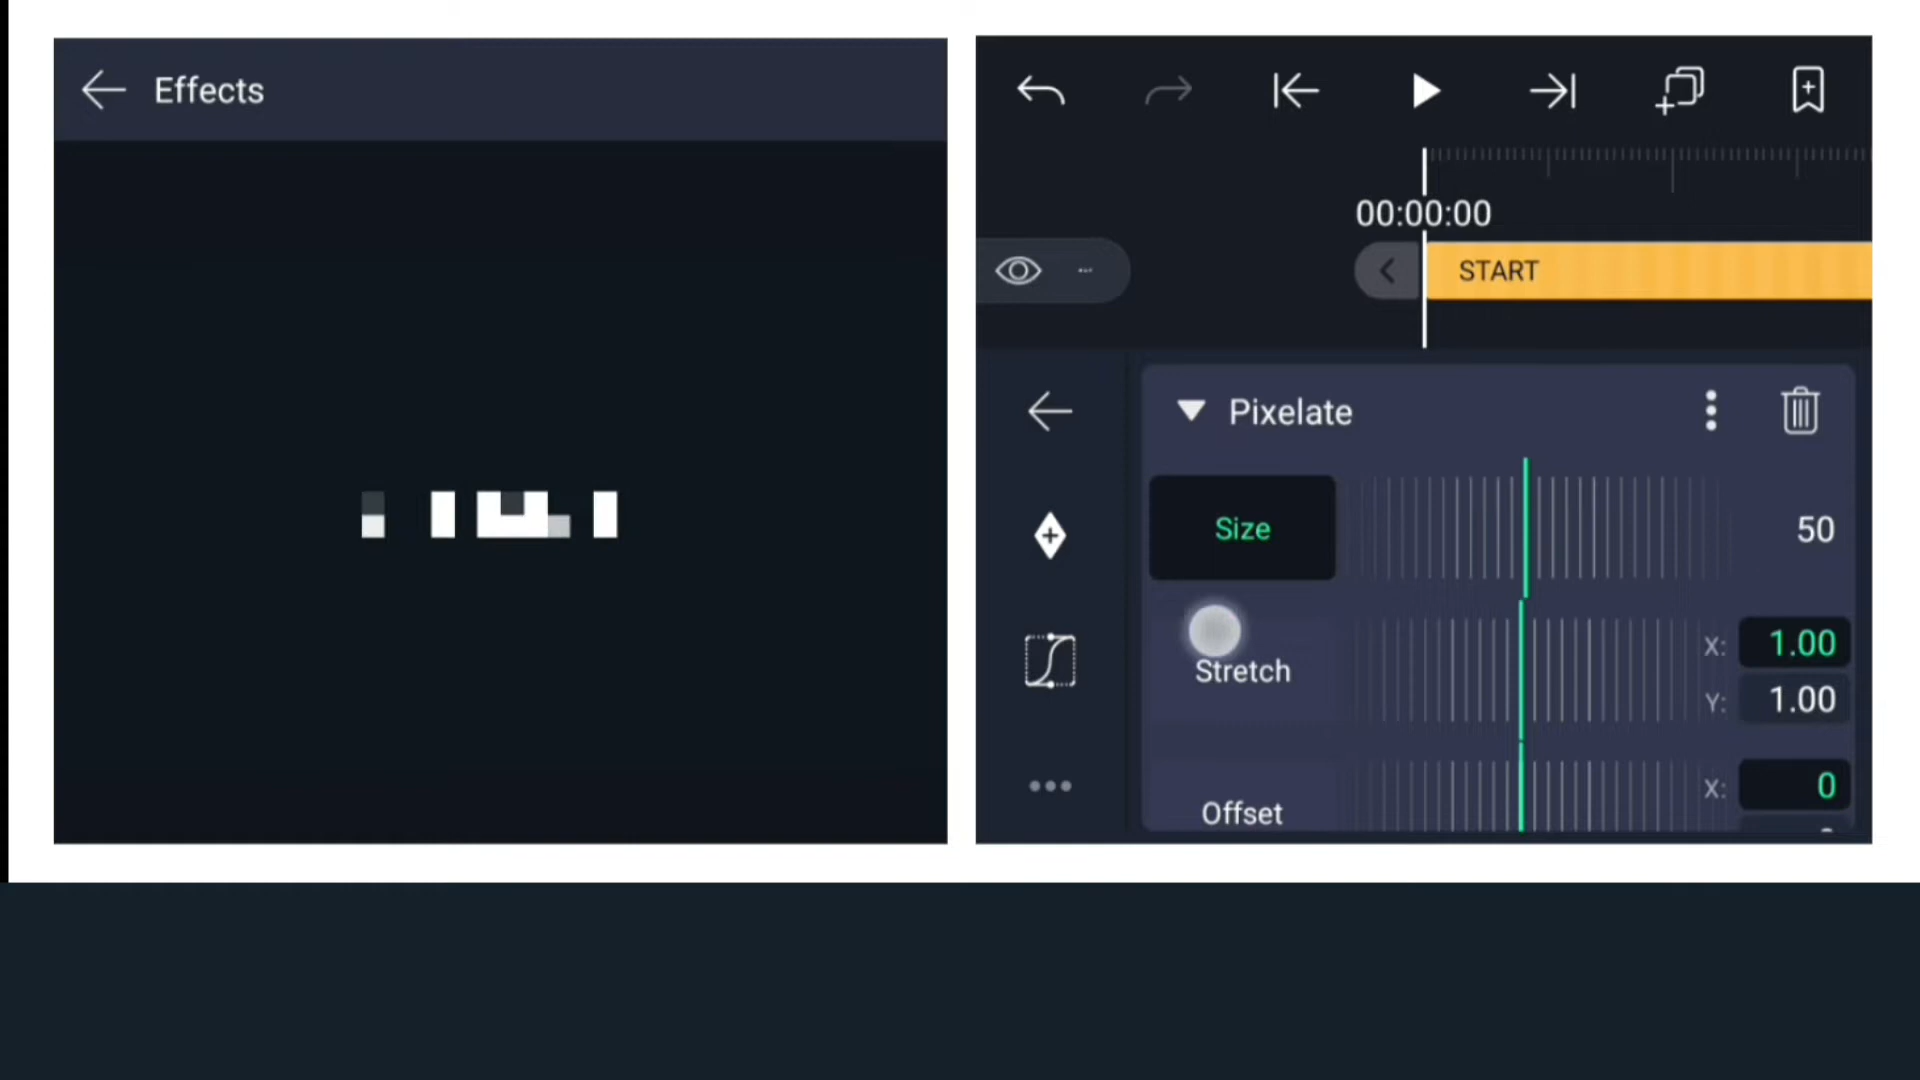 Effects
00:00:00
START
Pixelate
Size
50
Stretch
X: 1.00
Y: 1.00
Offset
X: 0